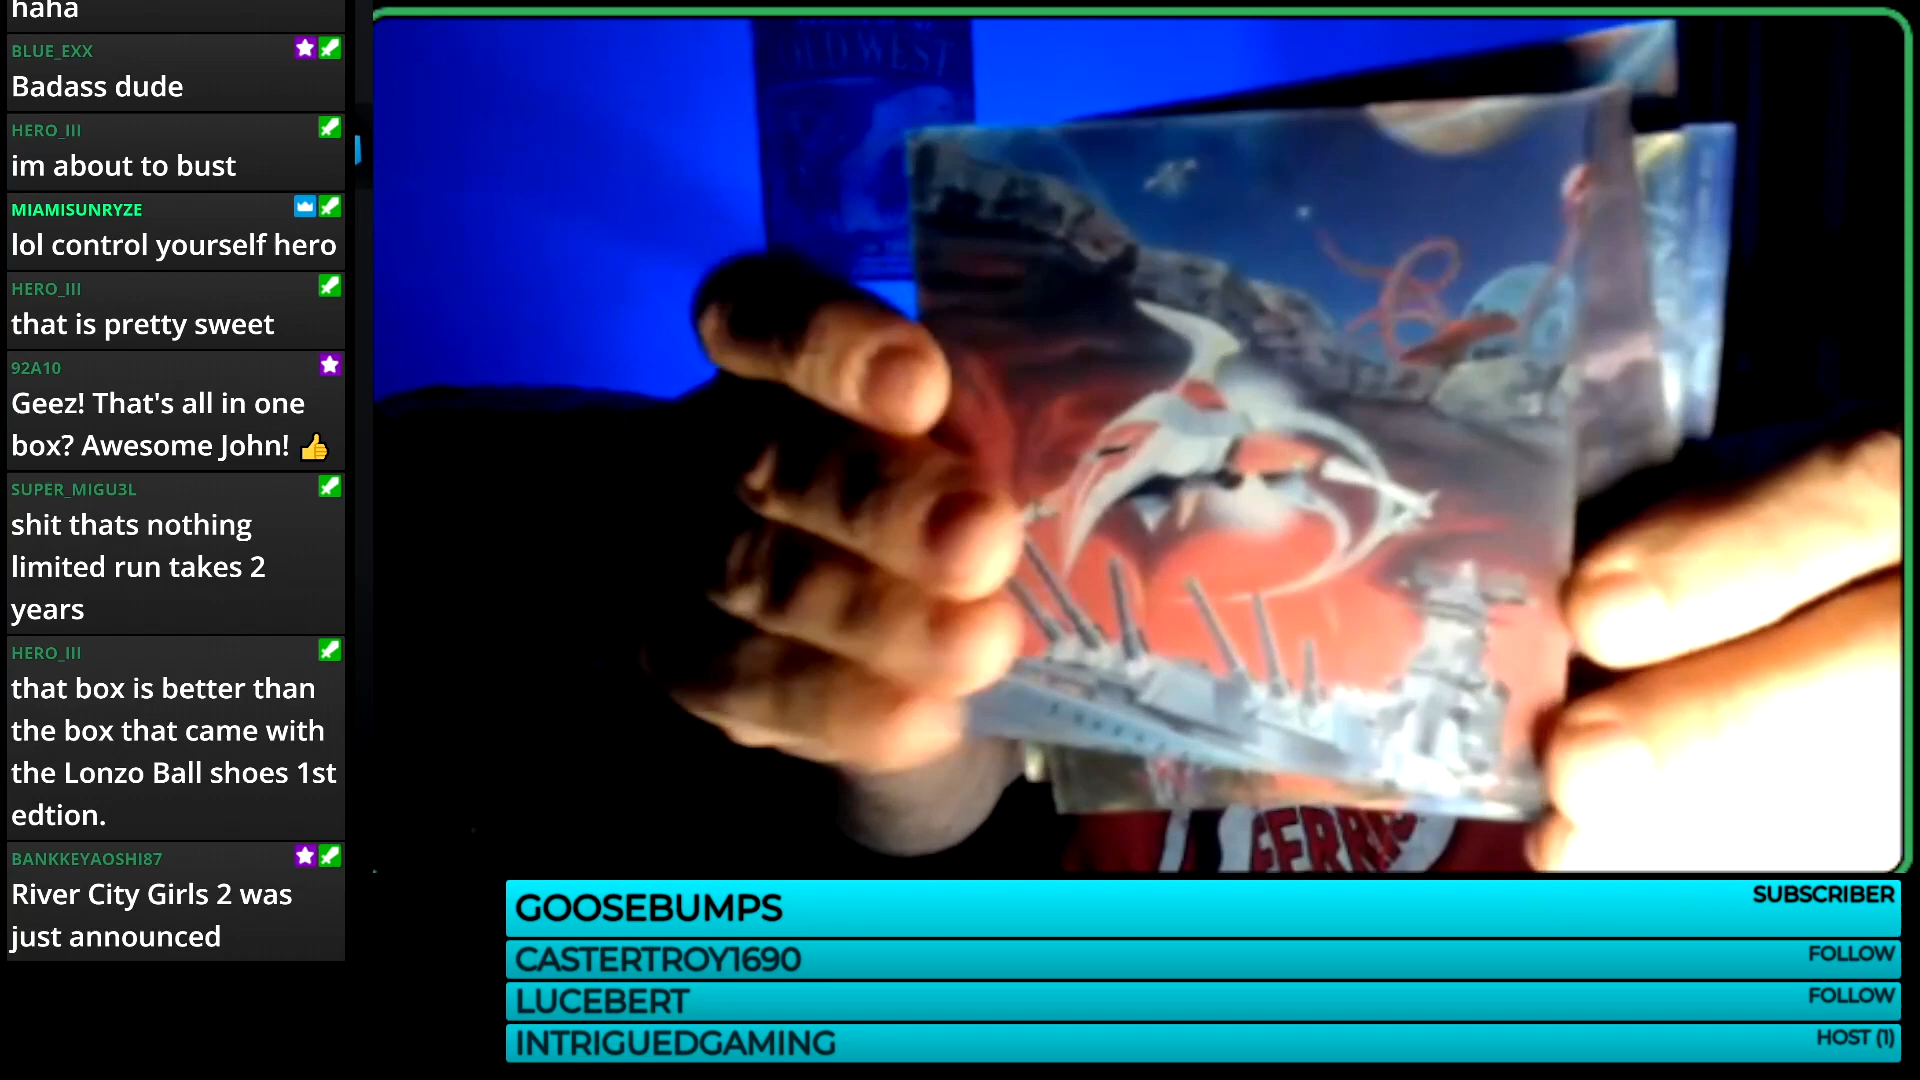 haha
BLUE_EXX
Badass dude
HERO_III
im about to bust
MIAMISUNRYZE
lol control yourself hero
HERO_III
that is pretty sweet
92A10
Geez! That's all in one
box? Awesome John! 👍
SUPER_MIGU3L
shit thats nothing
limited run takes 2
years
HERO_III
that box is better than
the box that came with
the Lonzo Ball shoes 1st
edtion.
BANKKEYAOSHI87
River City Girls 2 was
just announced
OLD WEST
FERRIS
GOOSEBUMPS
SUBSCRIBER
CASTERTROY1690
FOLLOW
LUCEBERT
FOLLOW
INTRIGUEDGAMING
HOST (1)